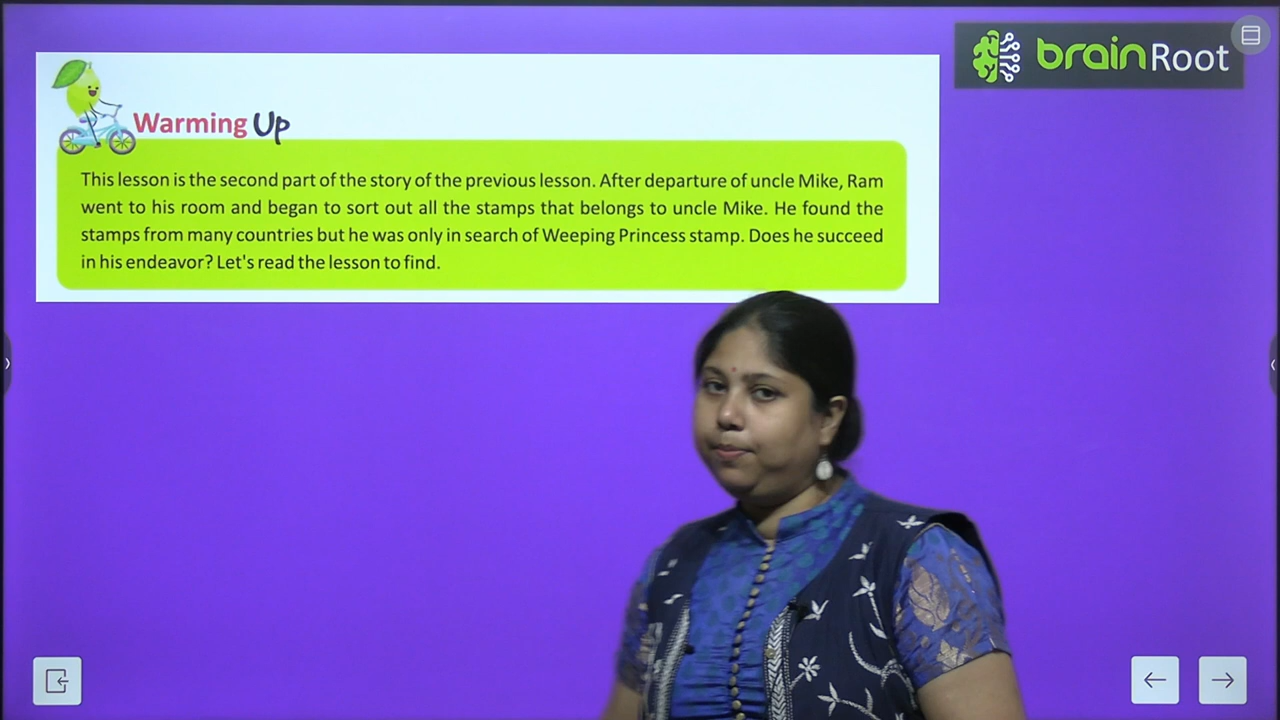 brainRoot
Warming Up
This lesson is the second part of the story of the previous lesson. After departure of uncle Mike, Ram
went to his room and began to sort out all the stamps that belongs to uncle Mike. He found the
stamps from many countries but he was only in search of Weeping Princess stamp. Does he succeed
in his endeavor? Let's read the lesson to find.